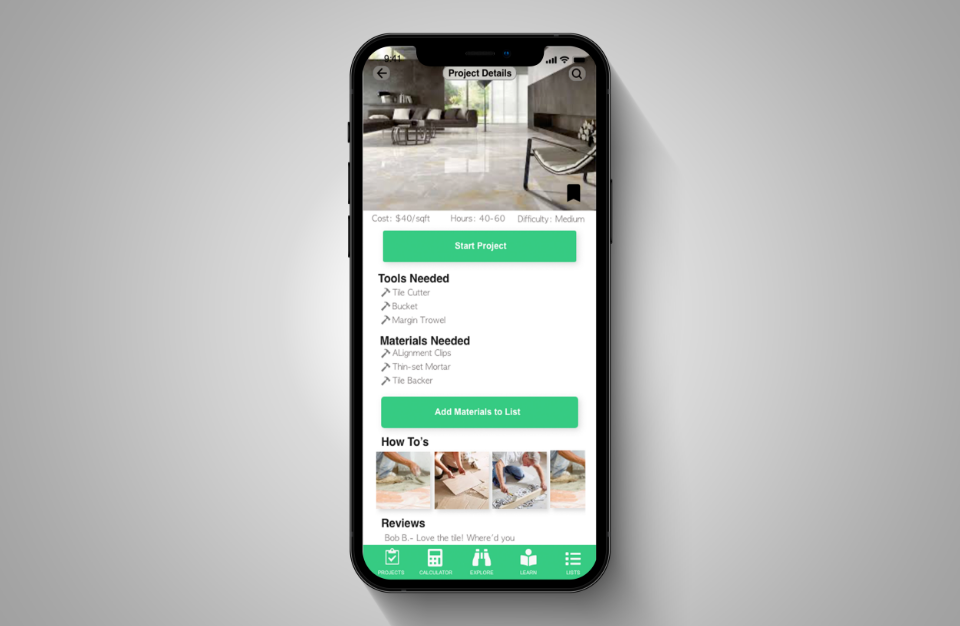 9:41
Project Details
Cost: $40/sqft Hours: 40-60 Difficulty: Medium
Start Project
Tools Needed
Tile Cutter
Bucket
Margin Trowel
Materials Needed
ALignment Clips
Thin-set Mortar
Tile Backer
Add Materials to List
How To's
Reviews
Bob B.- Love the tile! Where'd you
PROJECTS CALCULATOR EXPLORE LEARN LISTS